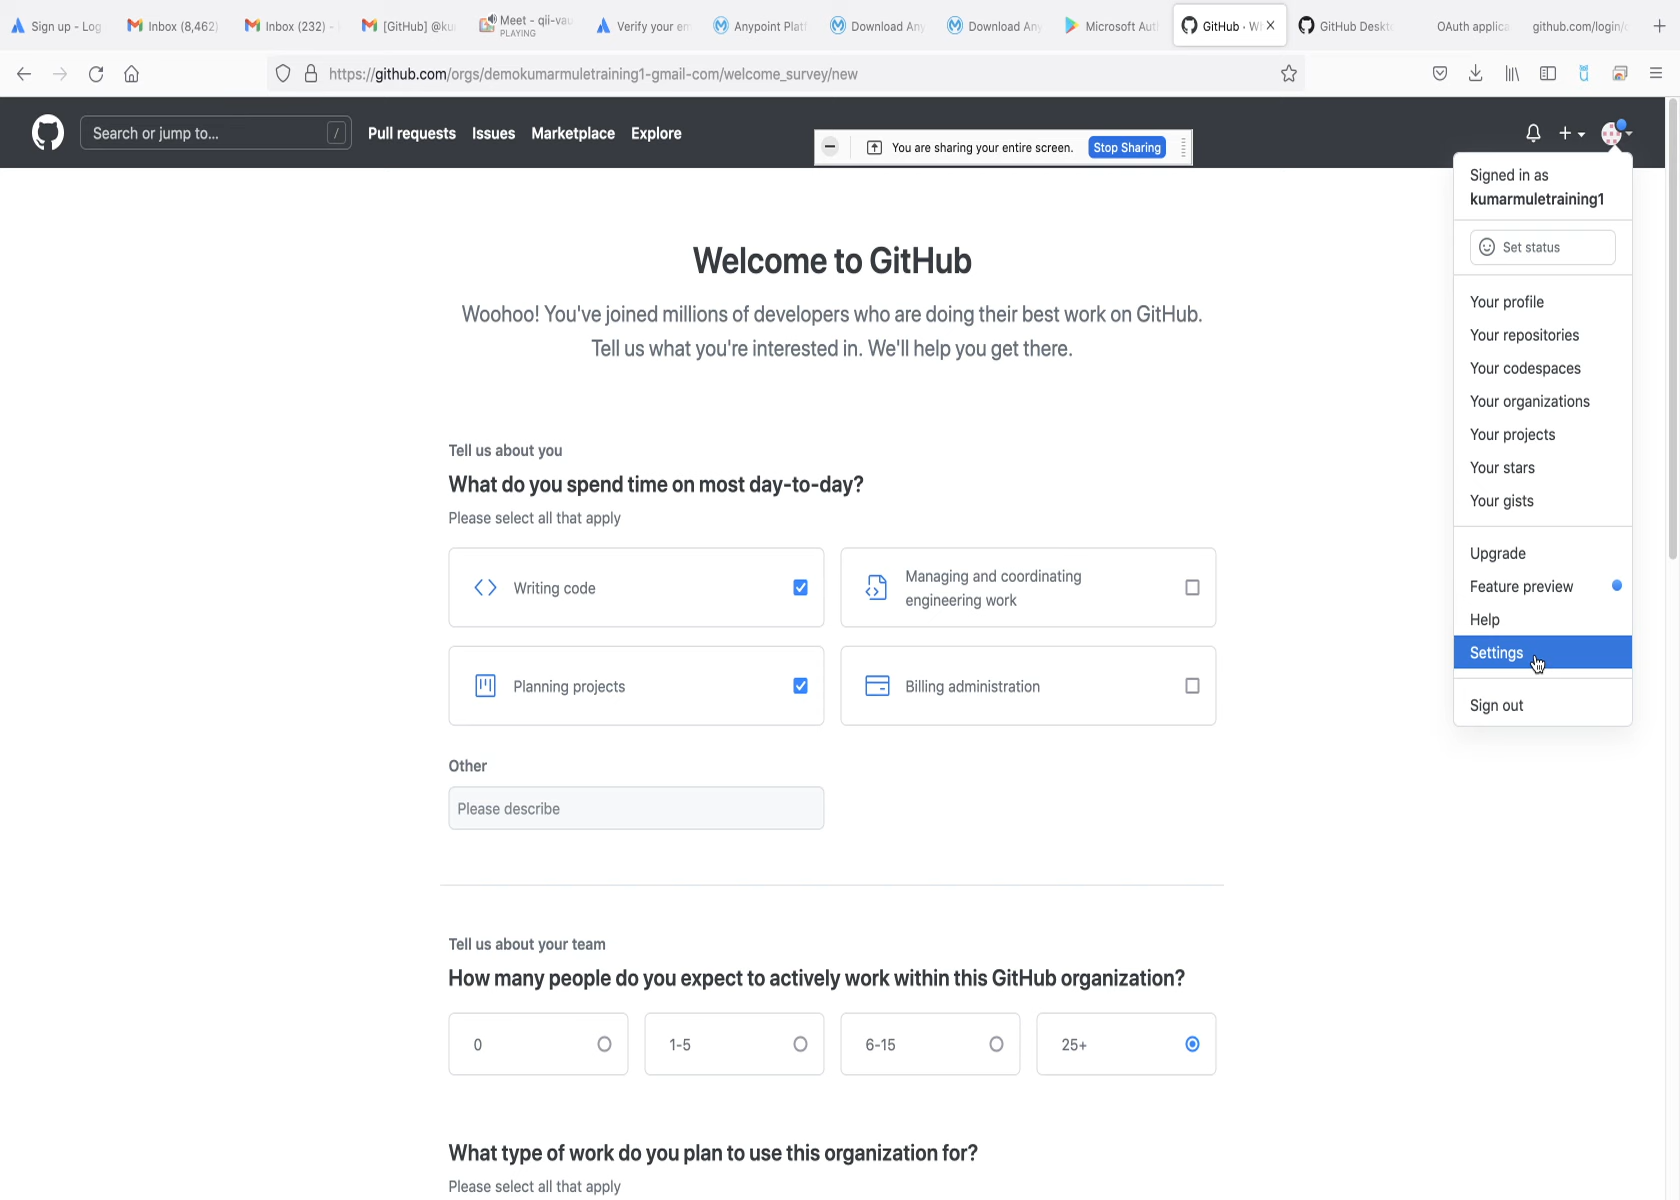 Sign up - Log
Inbox (8,462)
Inbox (232) -
[GitHub] @ku
Meet - qii-vau
PLAYING
Verify your em
Anypoint Platf
Download Any
Download Any
Microsoft Aut
GitHub · W
GitHub Deskto
OAuth applica
github.com/login/
https://github.com/orgs/demokumarmuletraining1-gmail-com/welcome_survey/new
Search or jump to...
/
Pull requests
Issues
Marketplace
Explore
You are sharing your entire screen.
Stop Sharing
Signed in as
kumarmuletraining1
Set status
Your profile
Your repositories
Your codespaces
Your organizations
Your projects
Your stars
Your gists
Upgrade
Feature preview
Help
Settings
Sign out
Welcome to GitHub
Woohoo! You've joined millions of developers who are doing their best work on GitHub.
Tell us what you're interested in. We'll help you get there.
Tell us about you
What do you spend time on most day-to-day?
Please select all that apply
Writing code
Managing and coordinating
engineering work
Planning projects
Billing administration
Other
Please describe
Tell us about your team
How many people do you expect to actively work within this GitHub organization?
0
1-5
6-15
25+
What type of work do you plan to use this organization for?
Please select all that apply